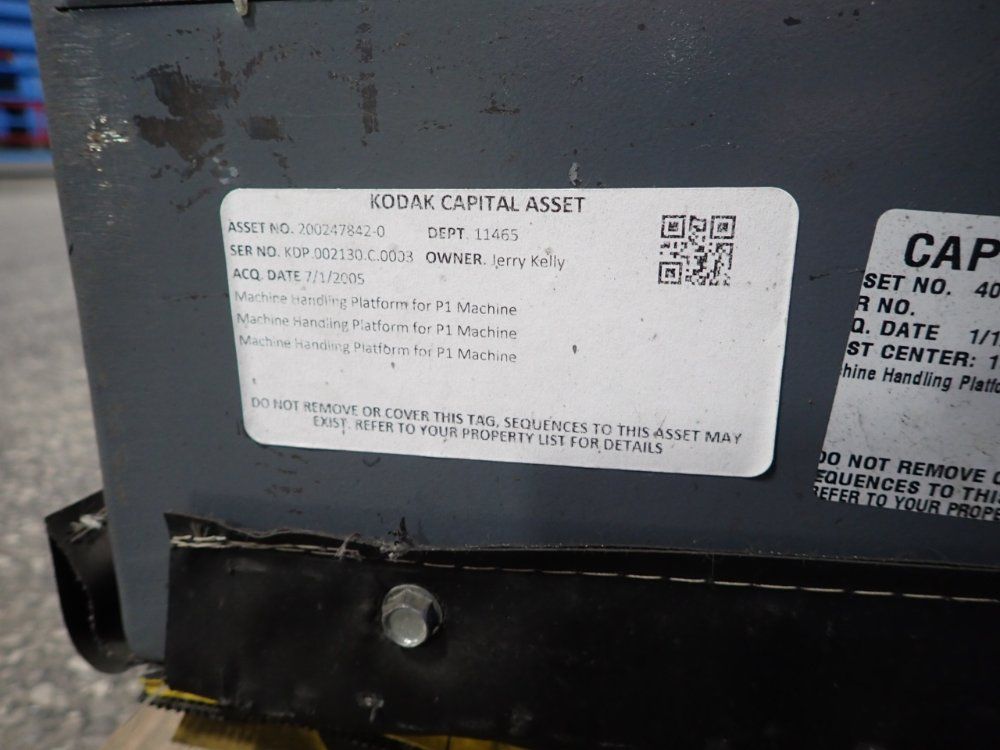 KODAK CAPITAL ASSET
ASSET NO. 200247842-0 DEPT. 11465
SER NO. KDP.002130.C.0003 OWNER. Jerry Kelly
ACQ. DATE 7/1/2005
Machine Handling Platform for P1 Machine
Machine Handling Platform for P1 Machine
Machine Handling Platform for P1 Machine
DO NOT REMOVE OR COVER THIS TAG, SEQUENCES TO THIS ASSET MAY
EXIST. REFER TO YOUR PROPERTY LIST FOR DETAILS
CAP
SET NO. 40
R NO.
Q. DATE 1/1
ST CENTER: 1
hine Handling Platfo
DO NOT REMOVE
EQUENCES TO THI
REFER TO YOUR PROPE